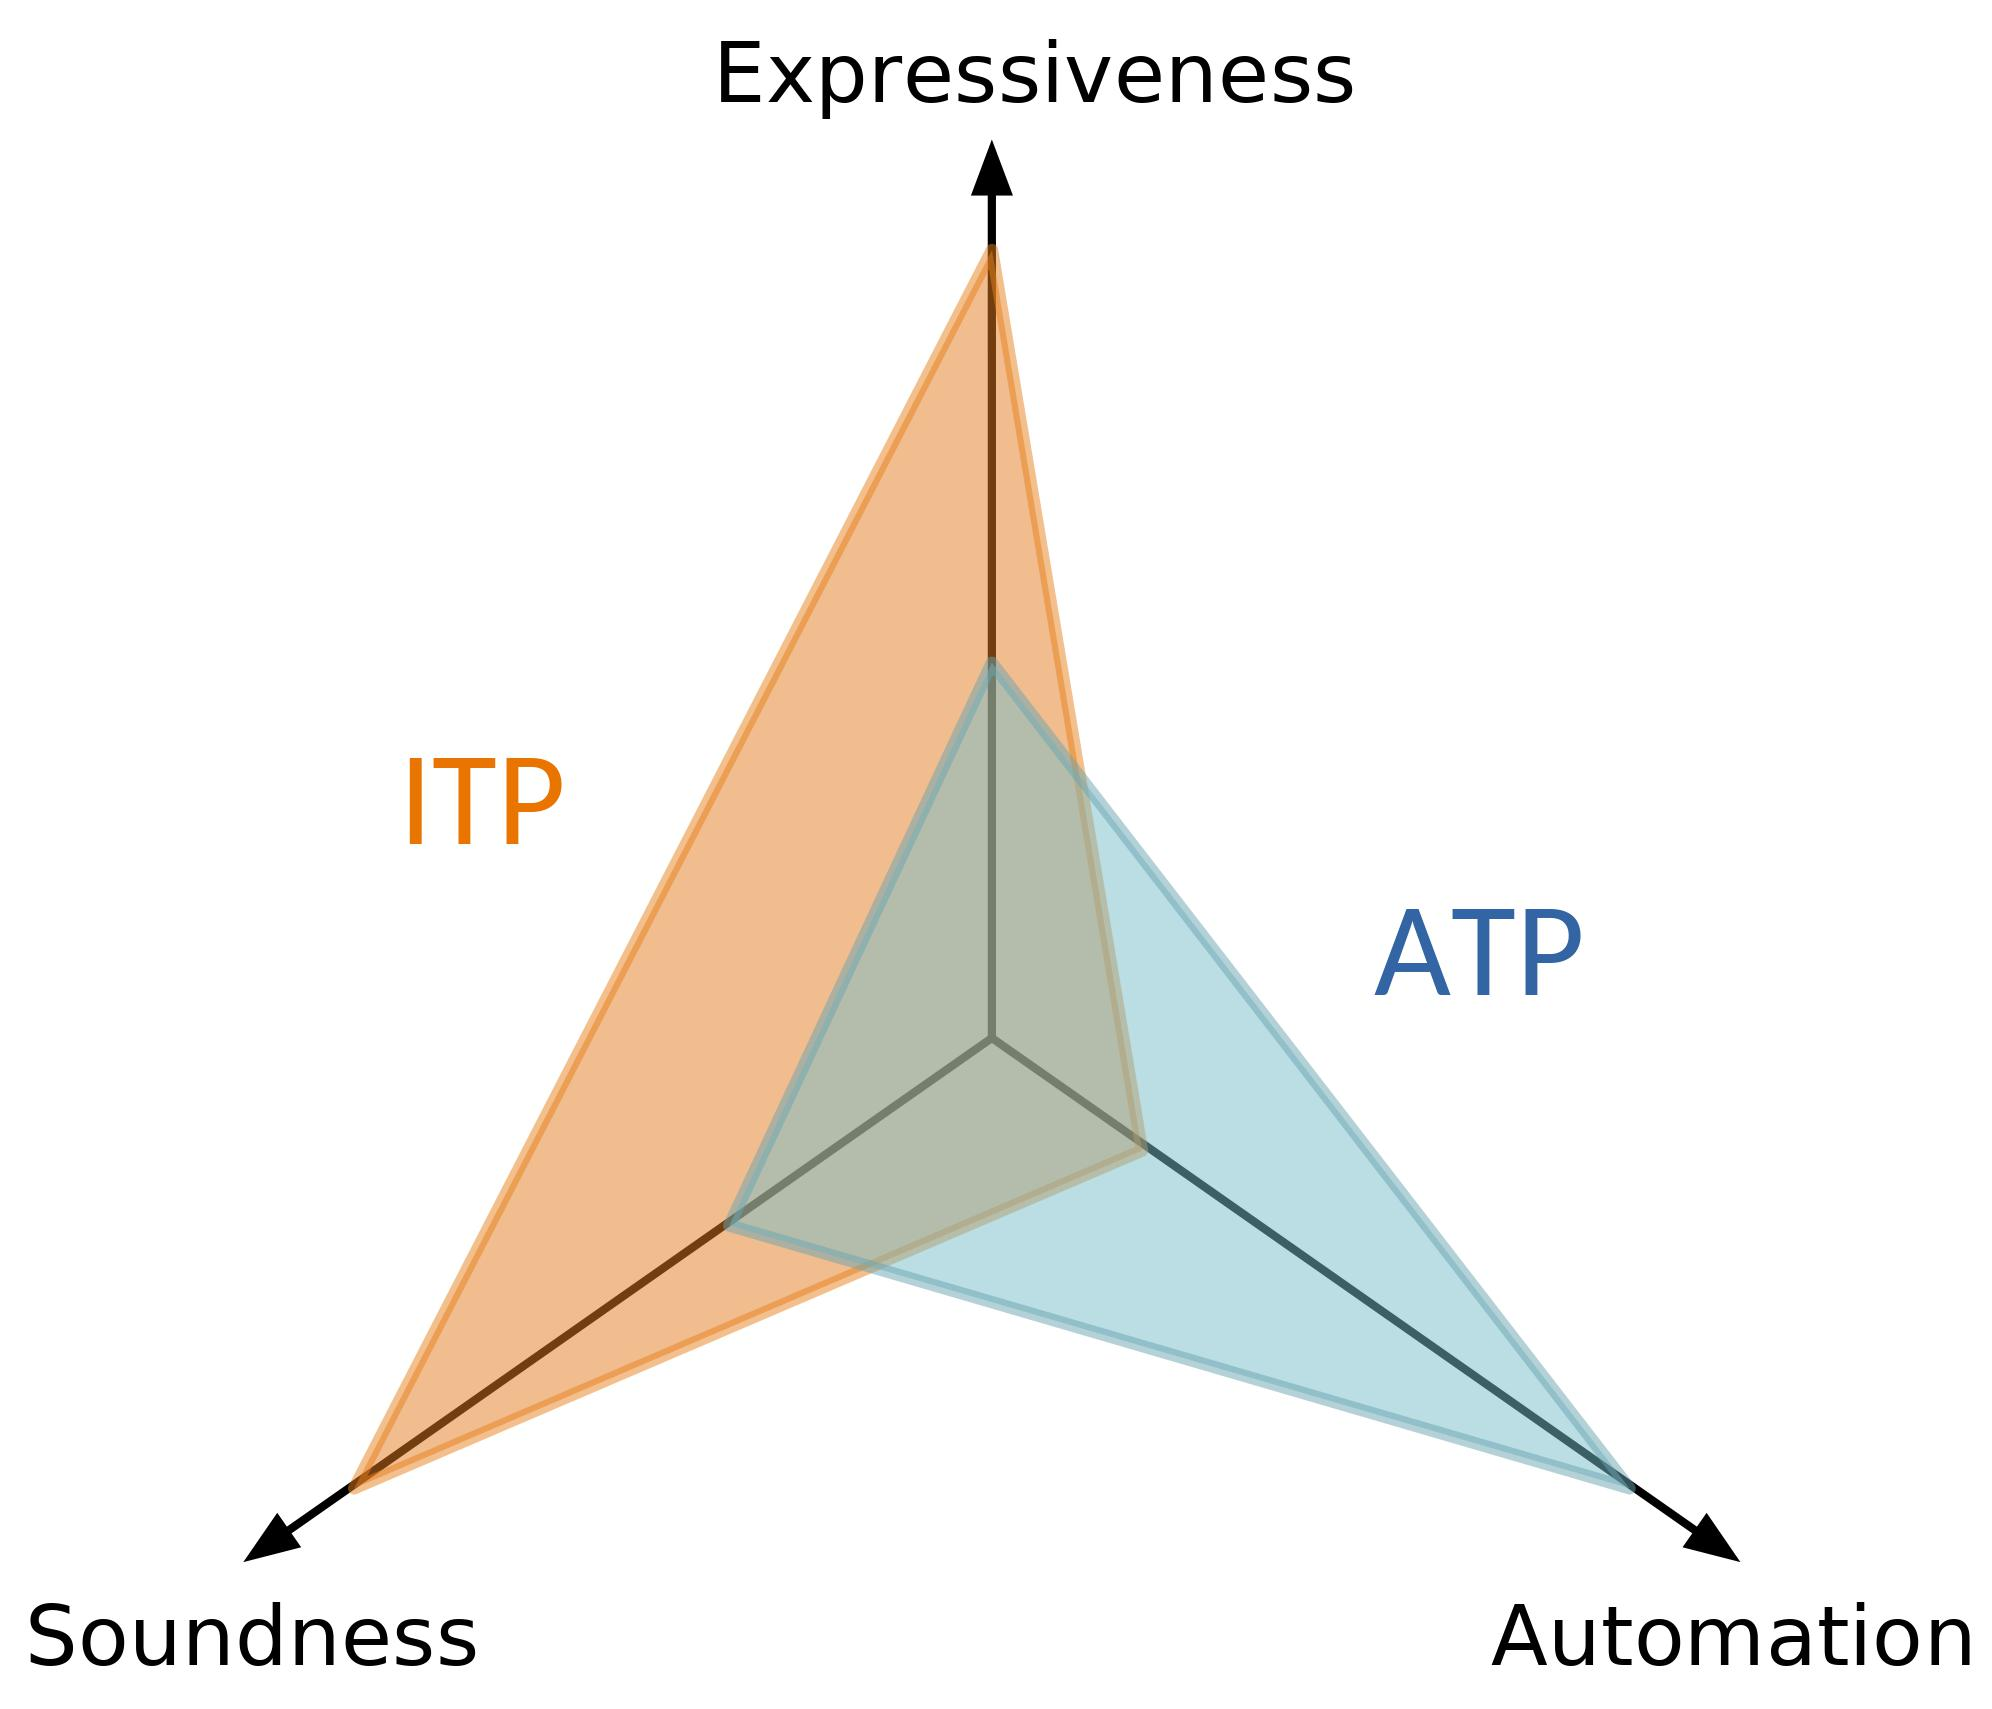 Expressiveness
ITP
ATP
Soundness
Automation